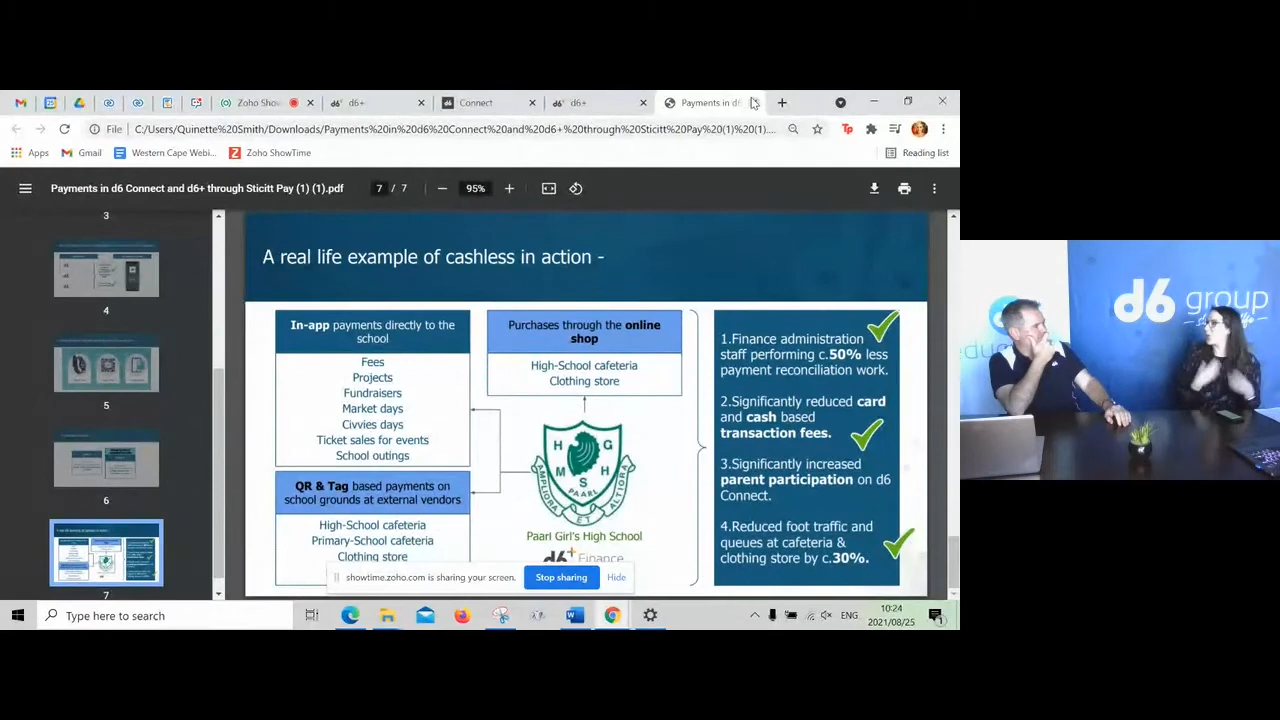 Zoho Show
d6+
Connect
d6+
Payments in d6
File
C:/Users/Quinette%20Smith/Downloads/Payments%20in%20d6%20Connect%20and%20d6+%20through%20Sticitt%20Pay%20(1)%20(1)....
Tp
Apps
Gmail
Western Cape Webi...
Zoho ShowTime
Reading list
Payments in d6 Connect and d6+ through Sticitt Pay (1) (1).pdf
7 / 7
95%
3
4
5
6
7
A real life example of cashless in action -
In-app payments directly to the
school
Fees
Projects
Fundraisers
Market days
Civvies days
Ticket sales for events
School outings
QR & Tag based payments on
school grounds at external vendors
High-School cafeteria
Primary-School cafeteria
Clothing store
Purchases through the online
shop
High-School cafeteria
Clothing store
H G
M H
S
PAARL
AMPLIORA ET ALTIORA
Paarl Girl's High School
d6+ Finance
1.Finance administration
staff performing c.50% less
payment reconciliation work.
2.Significantly reduced card
and cash based
transaction fees.
3.Significantly increased
parent participation on d6
Connect.
4.Reduced foot traffic and
queues at cafeteria &
clothing store by c.30%.
showtime.zoho.com is sharing your screen.
Stop sharing
Hide
d6 group
Type here to search
ENG
10:24
2021/08/25
1